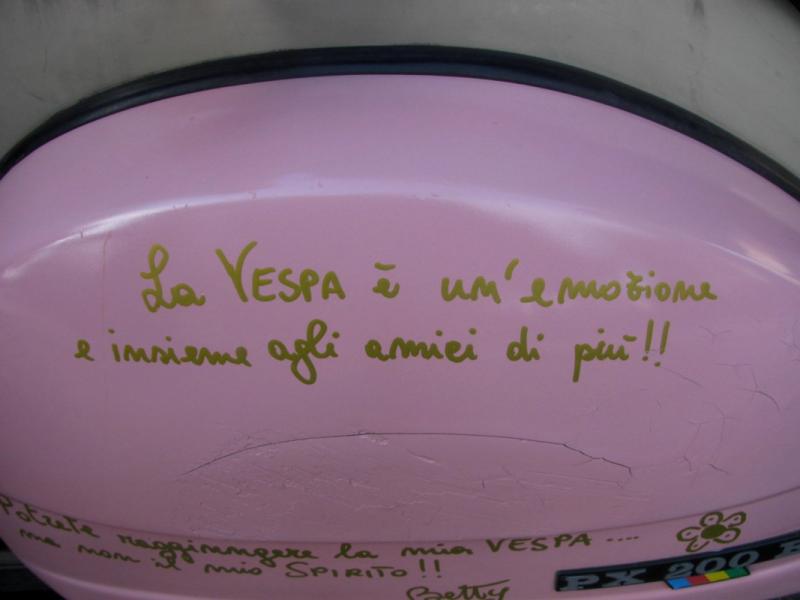 La VESPA è un'emozione
e insieme agli amici di più!!
Potrete raggiungere la mia VESPA ....
ma non il mio SPIRITO!!
Betty
PX 200 E